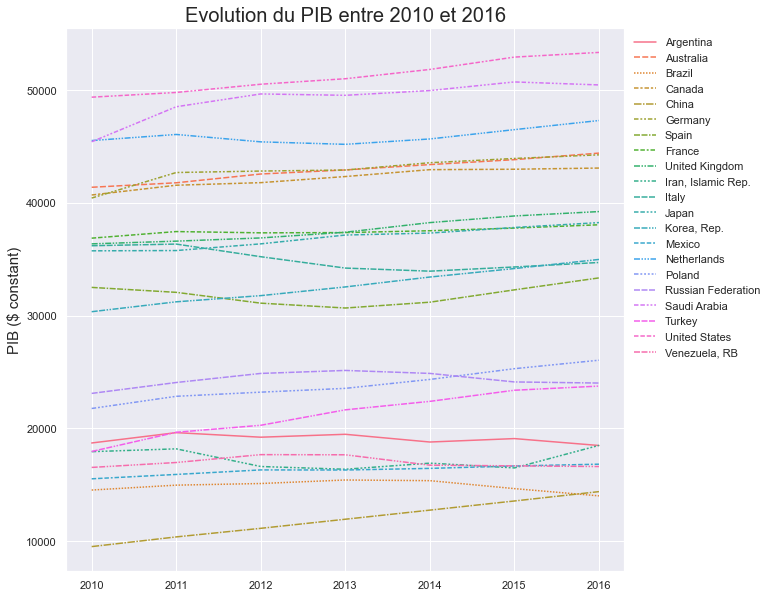 Evolution du PIB entre 2010 et 2016
PIB ($ constant)
50000
40000
30000
20000
10000
2010 2011 2012 2013 2014 2015 2016
Argentina
Australia
Brazil
Canada
China
Germany
Spain
France
United Kingdom
Iran, Islamic Rep.
Italy
Japan
Korea, Rep.
Mexico
Netherlands
Poland
Russian Federation
Saudi Arabia
Turkey
United States
Venezuela, RB